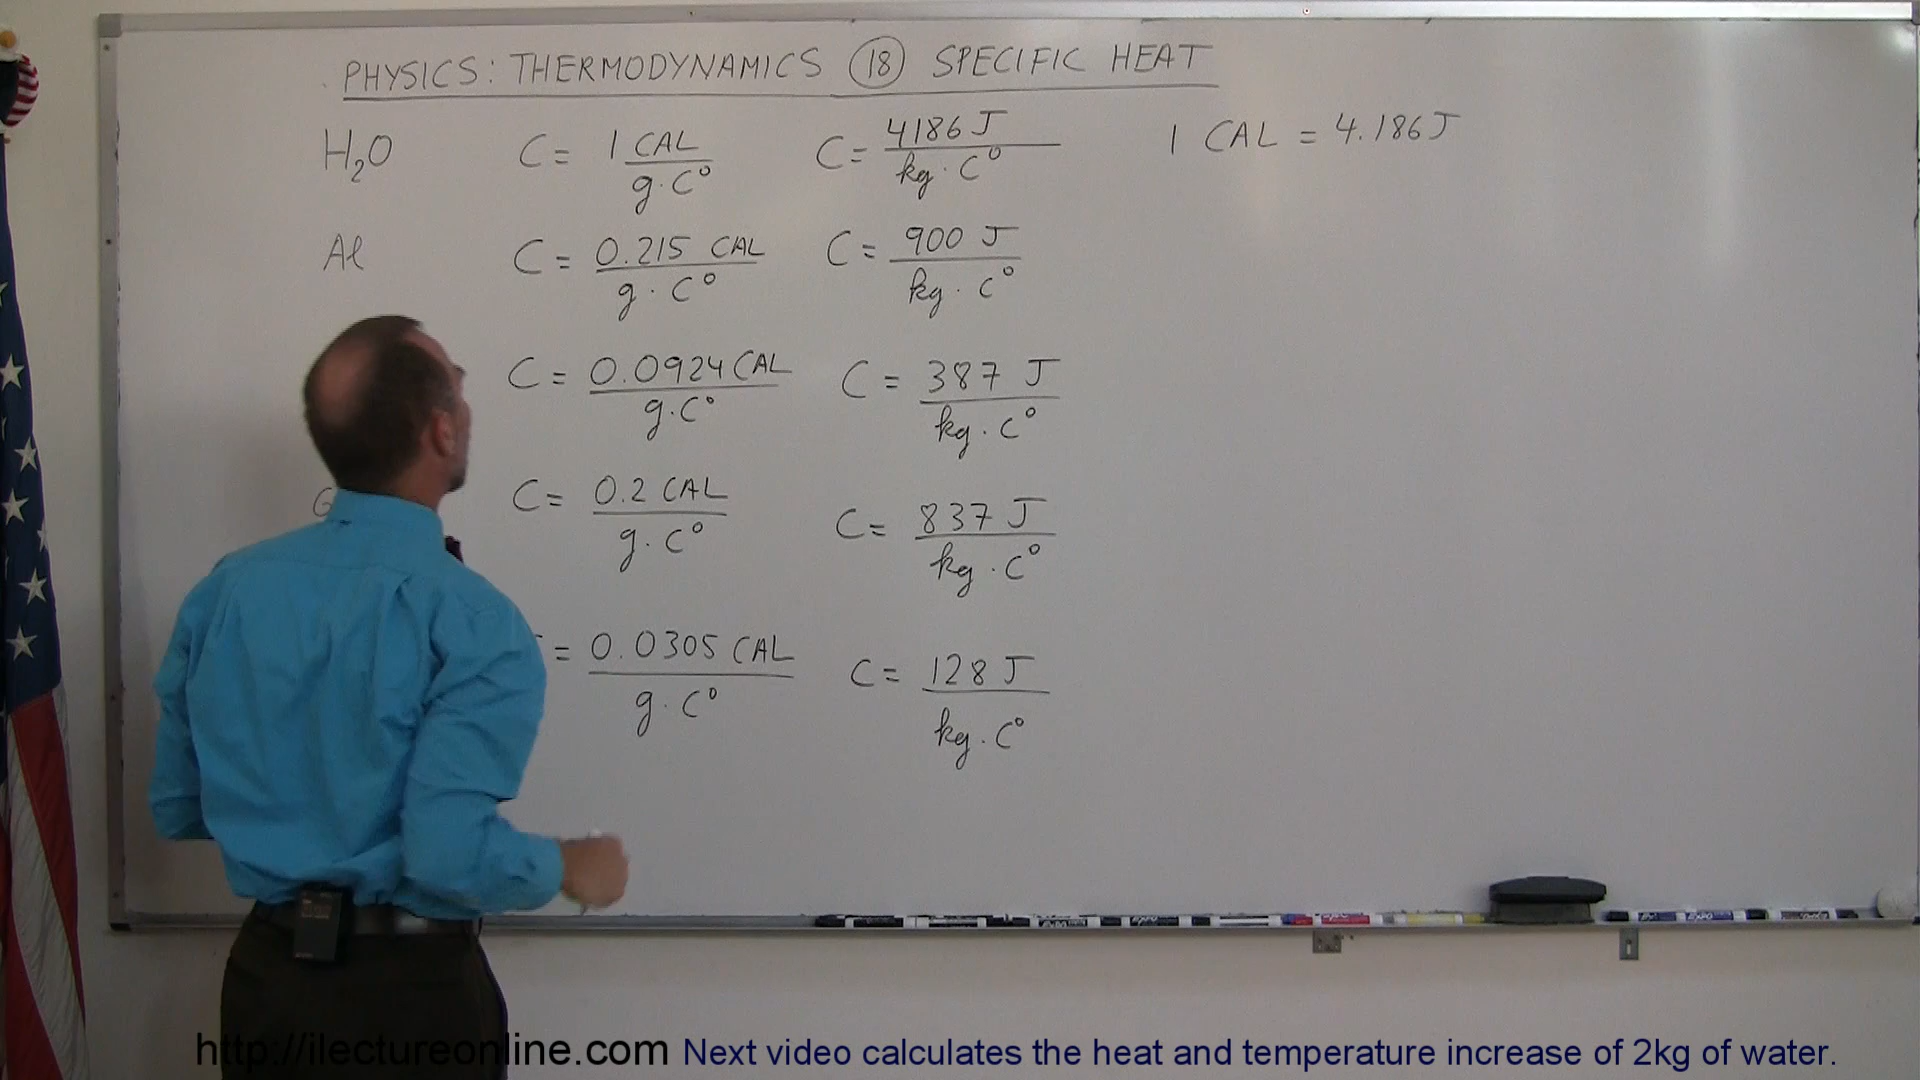 PHYSICS: THERMODYNAMICS 18 SPECIFIC HEAT
H₂O C = 1 CAL / g·C° C = 4186 J / kg·C° 1 CAL = 4.186 J
Al C = 0.215 CAL / g·C° C = 900 J / kg·C°
C = 0.0924 CAL / g·C° C = 387 J / kg·C°
G C = 0.2 CAL / g·C° C = 837 J / kg·C°
= 0.0305 CAL / g·C° C = 128 J / kg·C°
http://ilectureonline.com Next video calculates the heat and temperature increase of 2kg of water.